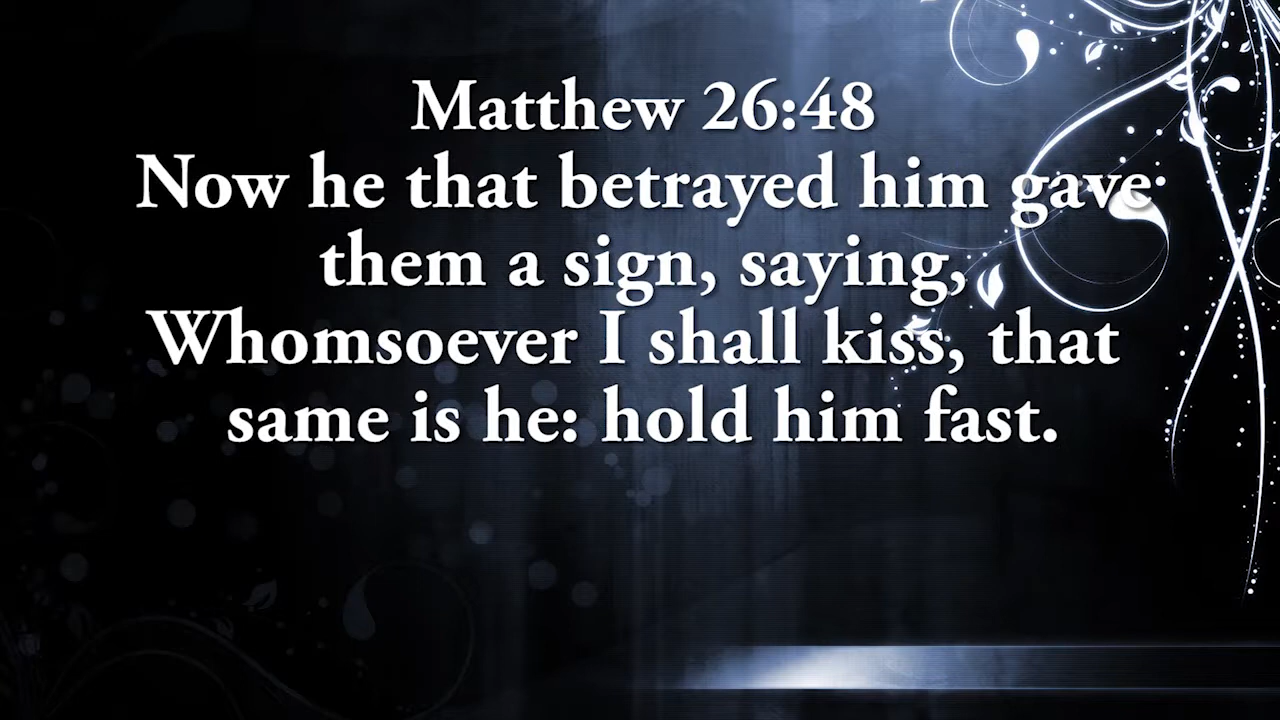 Matthew 26:48
Now he that betrayed him gave
them a sign, saying,
Whomsoever I shall kiss, that
same is he: hold him fast.